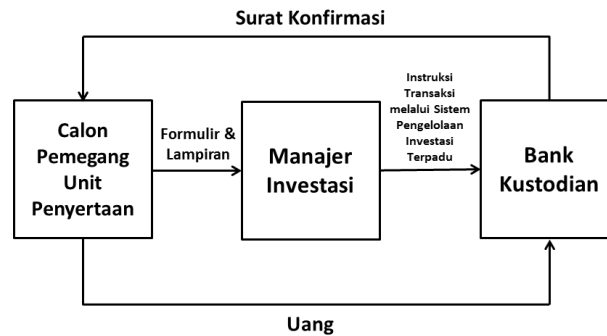 Surat Konfirmasi
Calon
Pemegang
Unit
Penyertaan
Formulir &
Lampiran
Manajer
Investasi
Instruksi
Transaksi
melalui Sistem
Pengelolaan
Investasi
Terpadu
Bank
Kustodian
Uang